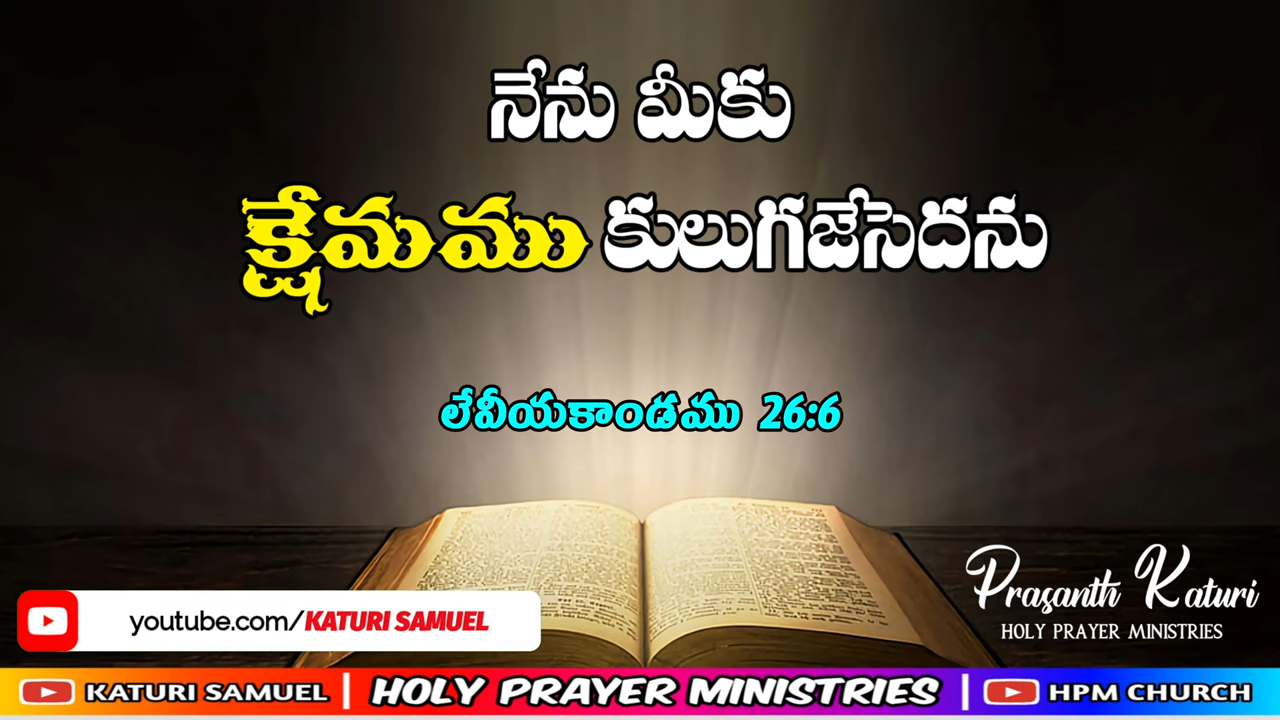 నేను మీకు
క్షేమము కులుగజేసెదను
లేవీయకాండము 26:6
Prasanth Katuri
HOLY PRAYER MINISTRIES
youtube.com/KATURI SAMUEL
KATURI SAMUEL | HOLY PRAYER MINISTRIES | HPM CHURCH